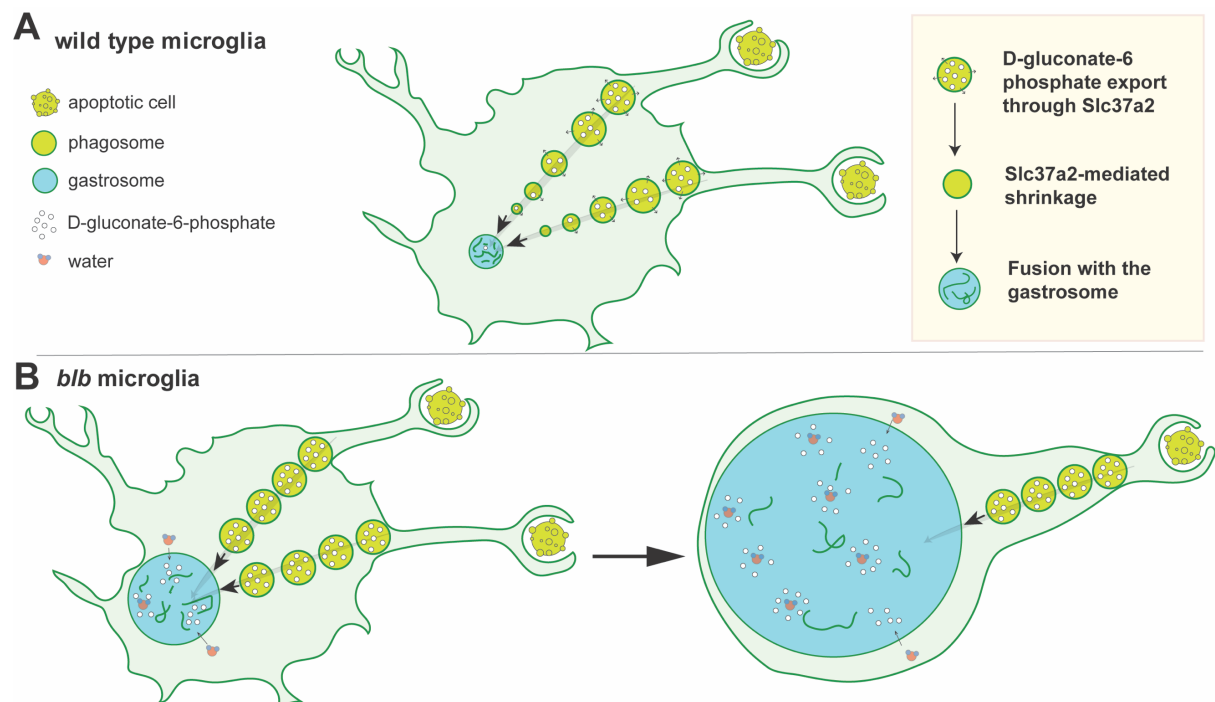 A wild type microglia
apoptotic cell
phagosome
gastrosome
D-gluconate-6-phosphate
water
D-gluconate-6
phosphate export
through Slc37a2
Slc37a2-mediated
shrinkage
Fusion with the
gastrosome
B blb microglia